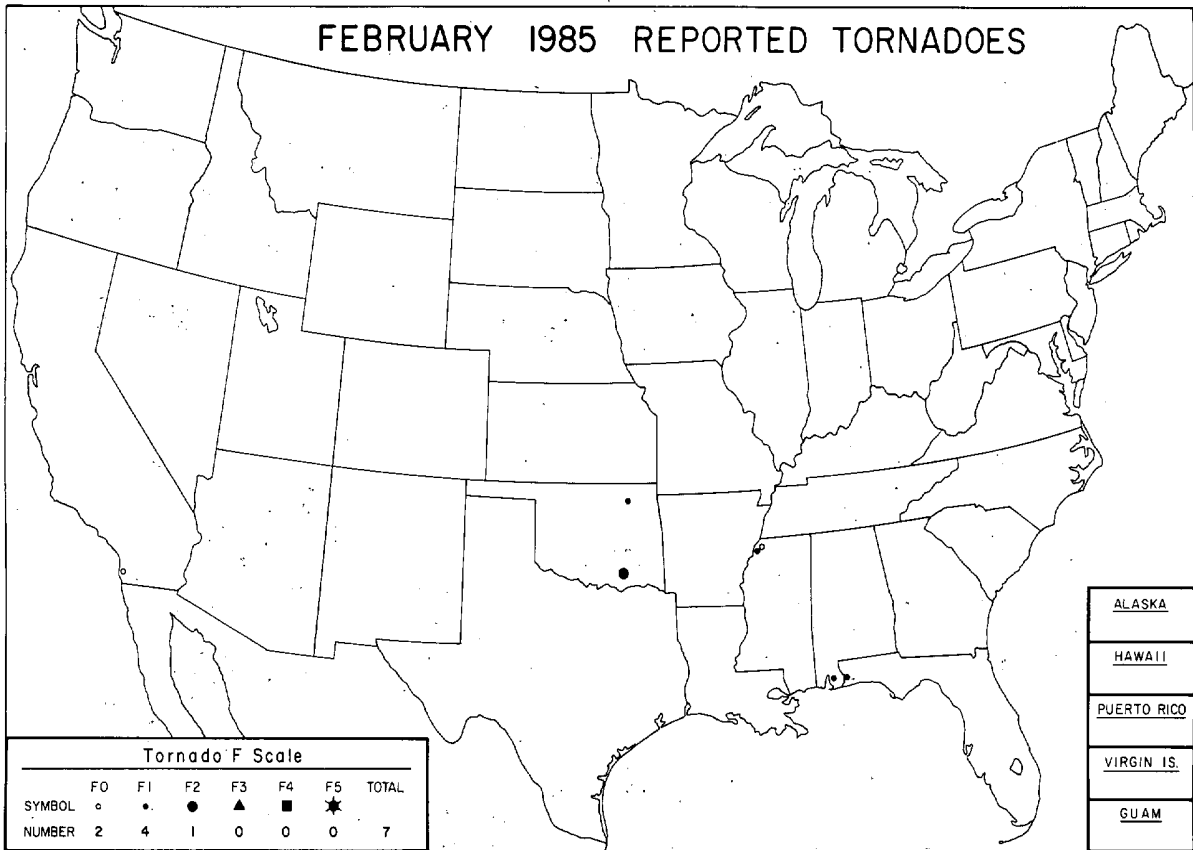 FEBRUARY 1985 REPORTED TORNADOES
ALASKA
HAWAII
PUERTO RICO
VIRGIN IS.
GUAM
Tornado F Scale
F0 F1 F2 F3 F4 F5 TOTAL
SYMBOL
NUMBER 2 4 1 0 0 0 7